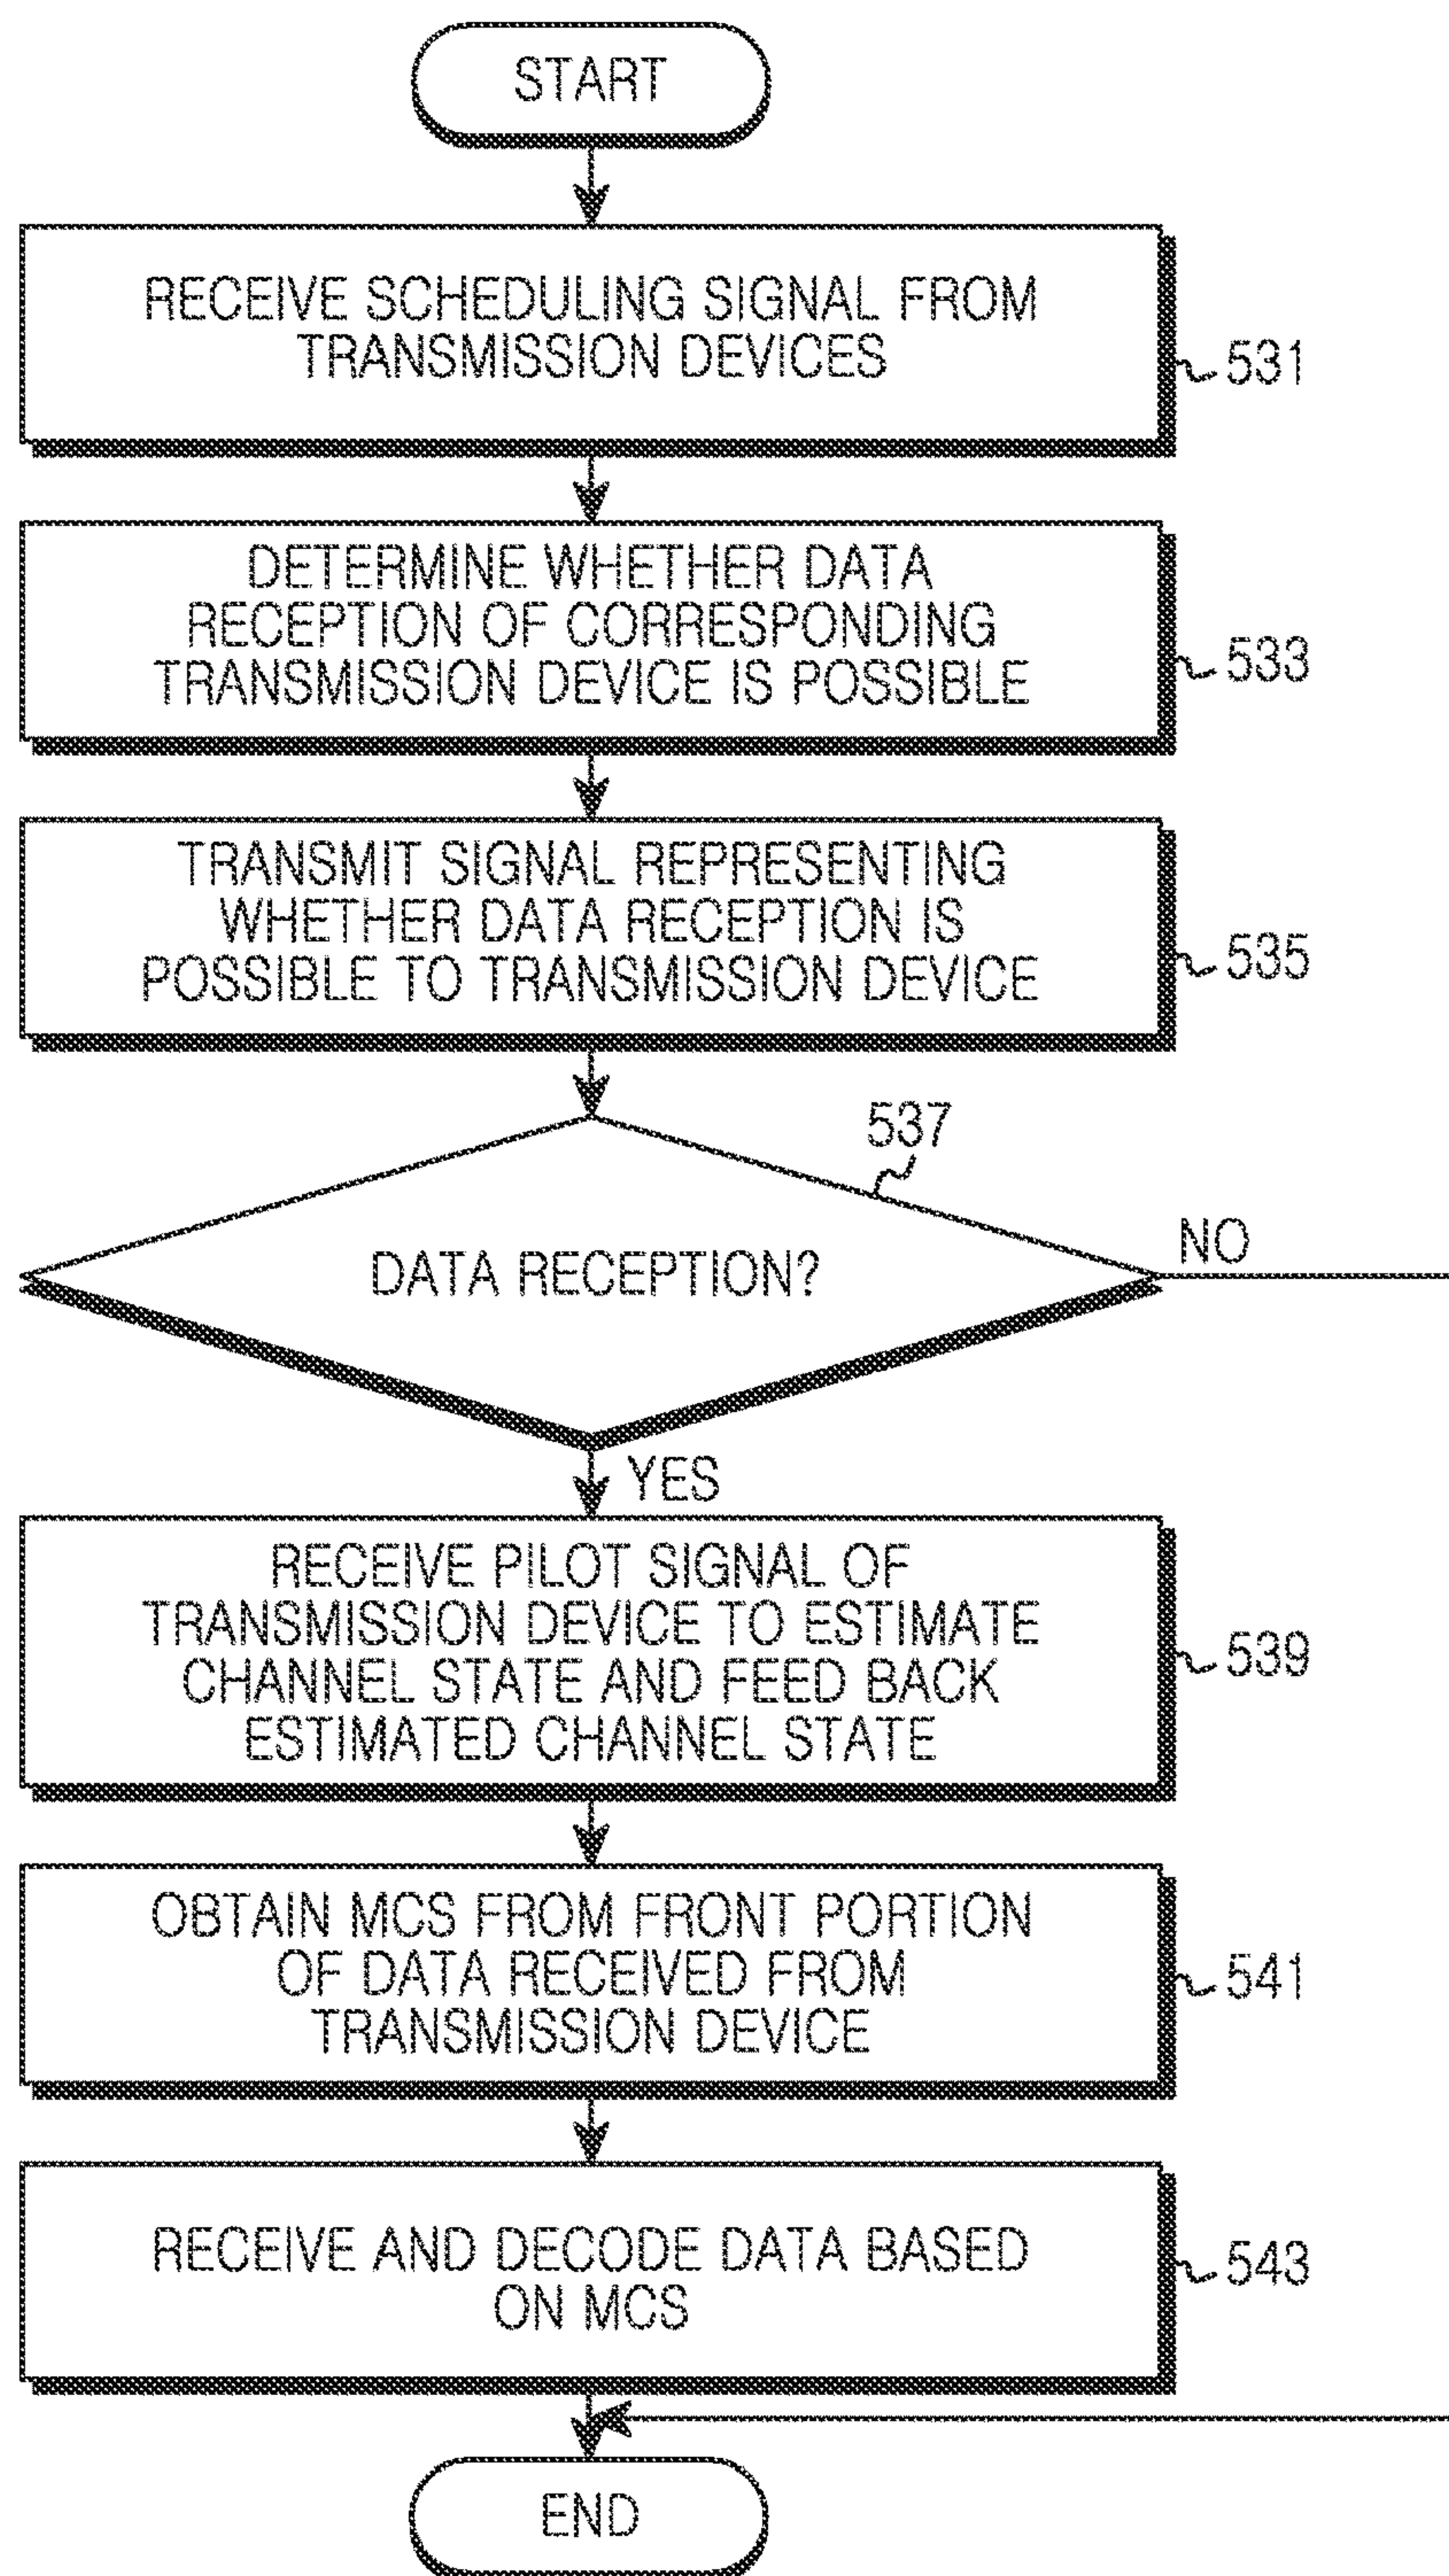 START
RECEIVE SCHEDULING SIGNAL FROM
TRANSMISSION DEVICES
531
DETERMINE WHETHER DATA
RECEPTION OF CORRESPONDING
TRANSMISSION DEVICE IS POSSIBLE
533
TRANSMIT SIGNAL REPRESENTING
WHETHER DATA RECEPTION IS
POSSIBLE TO TRANSMISSION DEVICE
535
537
DATA RECEPTION?
NO
YES
RECEIVE PILOT SIGNAL OF
TRANSMISSION DEVICE TO ESTIMATE
CHANNEL STATE AND FEED BACK
ESTIMATED CHANNEL STATE
539
OBTAIN MCS FROM FRONT PORTION
OF DATA RECEIVED FROM
TRANSMISSION DEVICE
541
RECEIVE AND DECODE DATA BASED
ON MCS
543
END